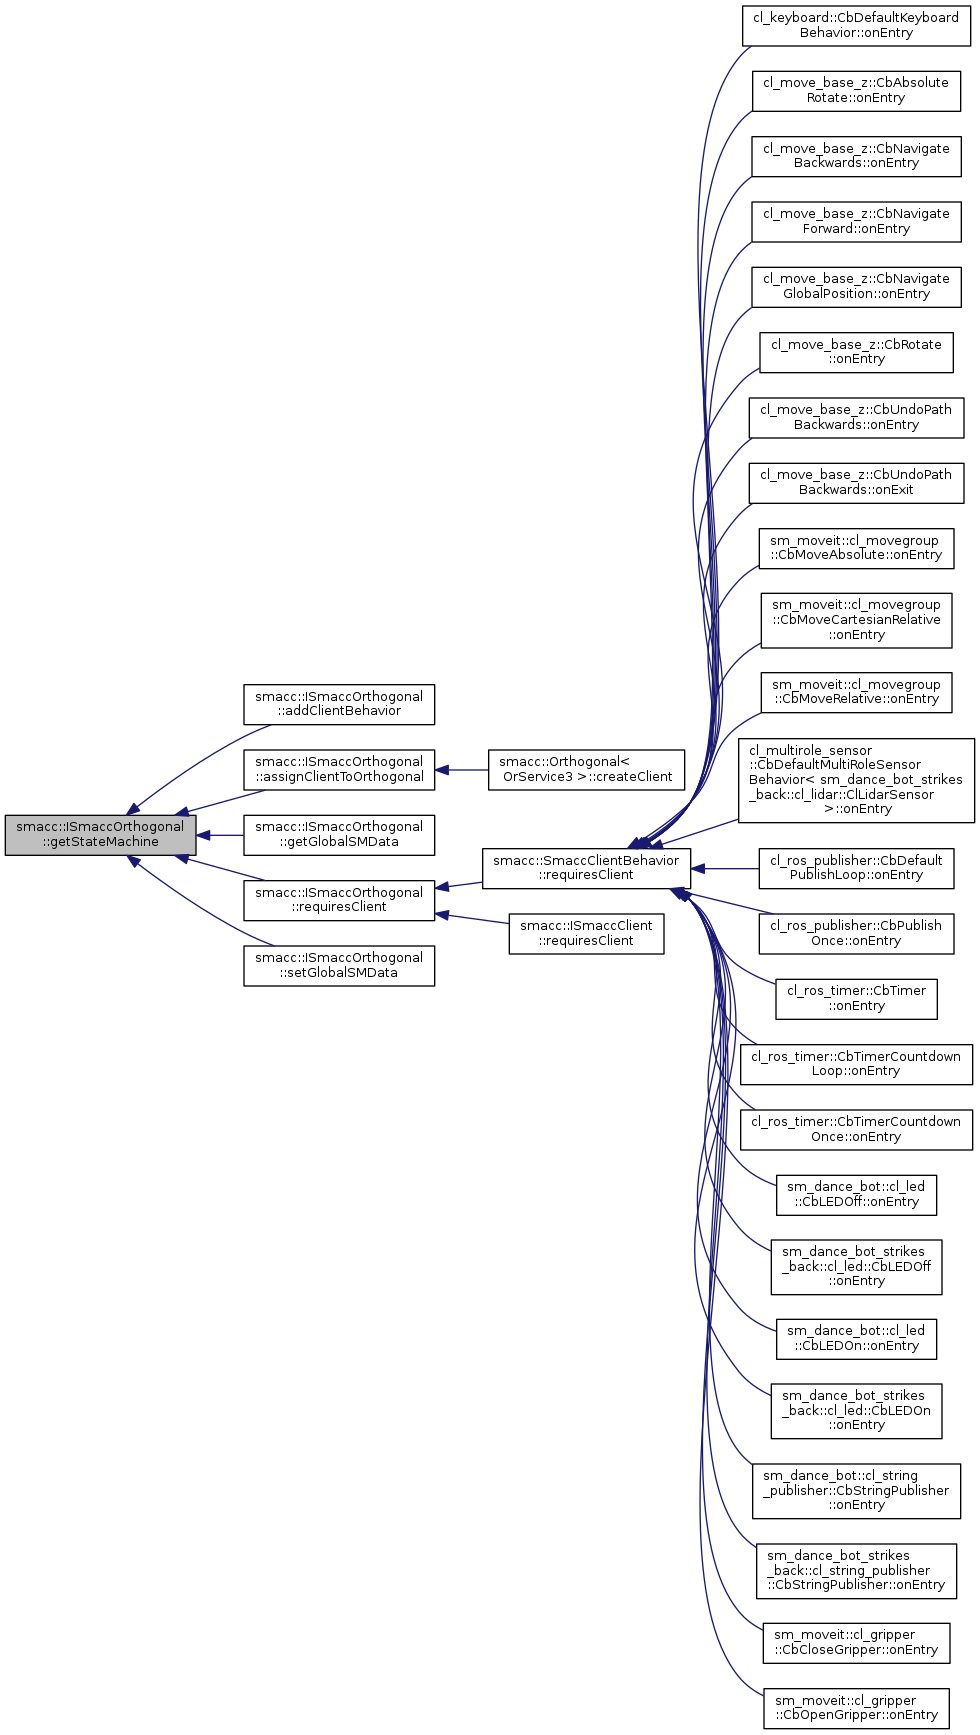 smacc::ISmaccOrthogonal
::getStateMachine
smacc::ISmaccOrthogonal
::addClientBehavior
smacc::ISmaccOrthogonal
::assignClientToOrthogonal
smacc::ISmaccOrthogonal
::getGlobalSMData
smacc::ISmaccOrthogonal
::requiresClient
smacc::ISmaccOrthogonal
::setGlobalSMData
smacc::Orthogonal<
OrService3 >::createClient
smacc::SmaccClientBehavior
::requiresClient
smacc::ISmaccClient
::requiresClient
cl_keyboard::CbDefaultKeyboard
Behavior::onEntry
cl_move_base_z::CbAbsolute
Rotate::onEntry
cl_move_base_z::CbNavigate
Backwards::onEntry
cl_move_base_z::CbNavigate
Forward::onEntry
cl_move_base_z::CbNavigate
GlobalPosition::onEntry
cl_move_base_z::CbRotate
::onEntry
cl_move_base_z::CbUndoPath
Backwards::onEntry
cl_move_base_z::CbUndoPath
Backwards::onExit
sm_moveit::cl_movegroup
::CbMoveAbsolute::onEntry
sm_moveit::cl_movegroup
::CbMoveCartesianRelative
::onEntry
sm_moveit::cl_movegroup
::CbMoveRelative::onEntry
cl_multirole_sensor
::CbDefaultMultiRoleSensor
Behavior< sm_dance_bot_strikes
_back::cl_lidar::ClLidarSensor
>::onEntry
cl_ros_publisher::CbDefault
PublishLoop::onEntry
cl_ros_publisher::CbPublish
Once::onEntry
cl_ros_timer::CbTimer
::onEntry
cl_ros_timer::CbTimerCountdown
Loop::onEntry
cl_ros_timer::CbTimerCountdown
Once::onEntry
sm_dance_bot::cl_led
::CbLEDOff::onEntry
sm_dance_bot_strikes
_back::cl_led::CbLEDOff
::onEntry
sm_dance_bot::cl_led
::CbLEDOn::onEntry
sm_dance_bot_strikes
_back::cl_led::CbLEDOn
::onEntry
sm_dance_bot::cl_string
_publisher::CbStringPublisher
::onEntry
sm_dance_bot_strikes
_back::cl_string_publisher
::CbStringPublisher::onEntry
sm_moveit::cl_gripper
::CbCloseGripper::onEntry
sm_moveit::cl_gripper
::CbOpenGripper::onEntry